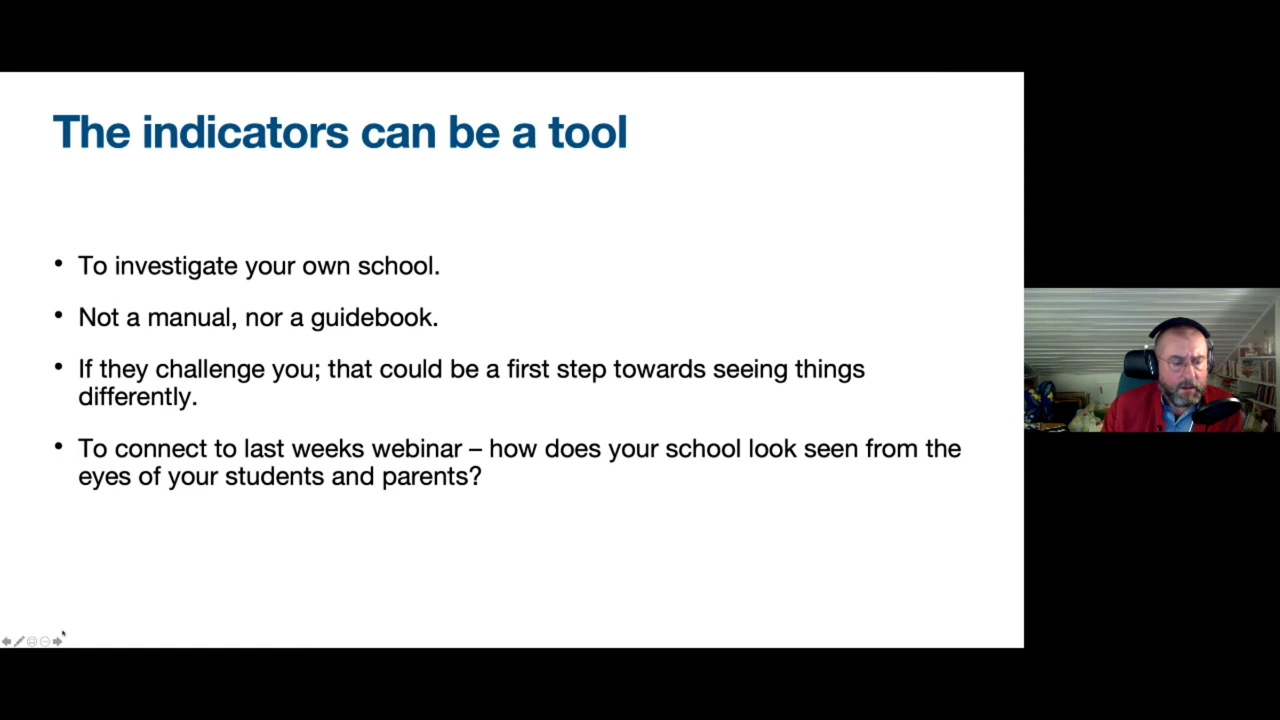 The indicators can be a tool
• To investigate your own school.
• Not a manual, nor a guidebook.
• If they challenge you; that could be a first step towards seeing things
differently.
• To connect to last weeks webinar – how does your school look seen from the
eyes of your students and parents?